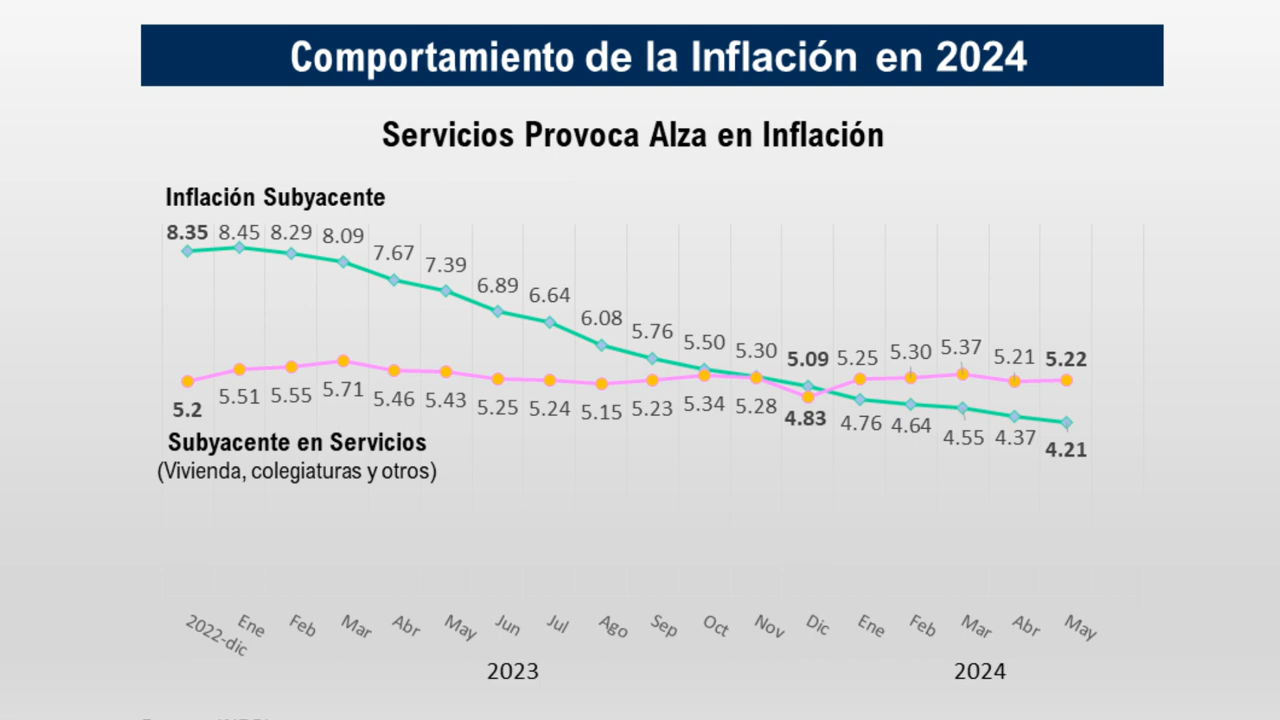 Comportamiento de la Inflación en 2024
Servicios Provoca Alza en Inflación
Inflación Subyacente
8.35 8.45 8.29 8.09 7.67 7.39 6.89 6.64 6.08 5.76 5.50 5.30 5.09 5.25 5.30 5.37 5.21 5.22
5.2 5.51 5.55 5.71 5.46 5.43 5.25 5.24 5.15 5.23 5.34 5.28 4.83 4.76 4.64 4.55 4.37 4.21
Subyacente en Servicios
(Vivienda, colegiaturas y otros)
2022-dic Ene Feb Mar Abr May Jun Jul Ago Sep Oct Nov Dic Ene Feb Mar Abr May
2023 2024